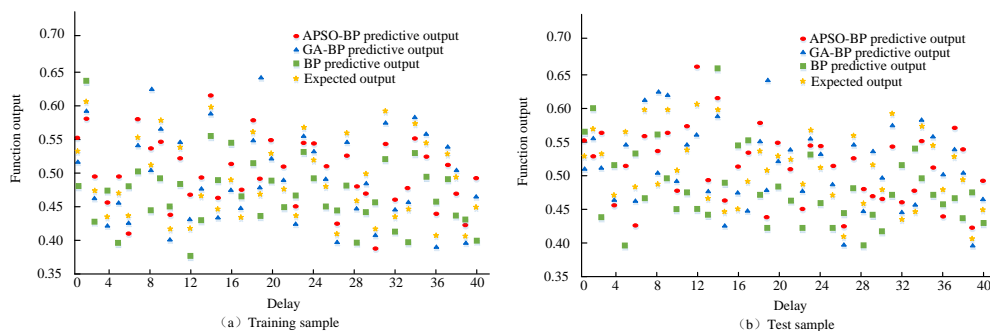 0.70
APSO-BP predictive output
GA-BP predictive output
BP predictive output
Expected output
0.65
0.60
0.55
0.50
0.45
0.40
0.35
Function output
0 4 8 12 16 20 24 28 32 36 40
Delay
（a）Training sample
0.70
APSO-BP predictive output
GA-BP predictive output
BP predictive output
Expected output
0.65
0.60
0.55
0.50
0.45
0.40
0.35
Function output
0 4 8 12 16 20 24 28 32 36 40
Delay
（b）Test sample